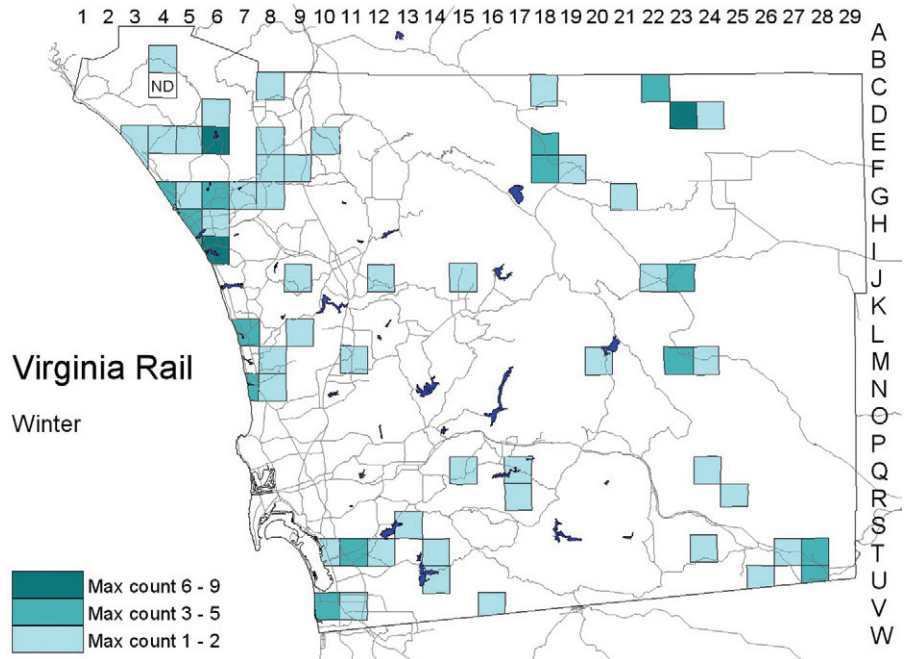 1 2 3 4 5 6 7 8 9 10 11 12 13 14 15 16 17 18 19 20 21 22 23 24 25 26 27 28 29
A
B
C
ND
D
E
F
G
H
I
J
K
L
M
Virginia Rail
N
Winter
O
P
Q
R
S
T
U
V
W
Max count 6 - 9
Max count 3 - 5
Max count 1 - 2